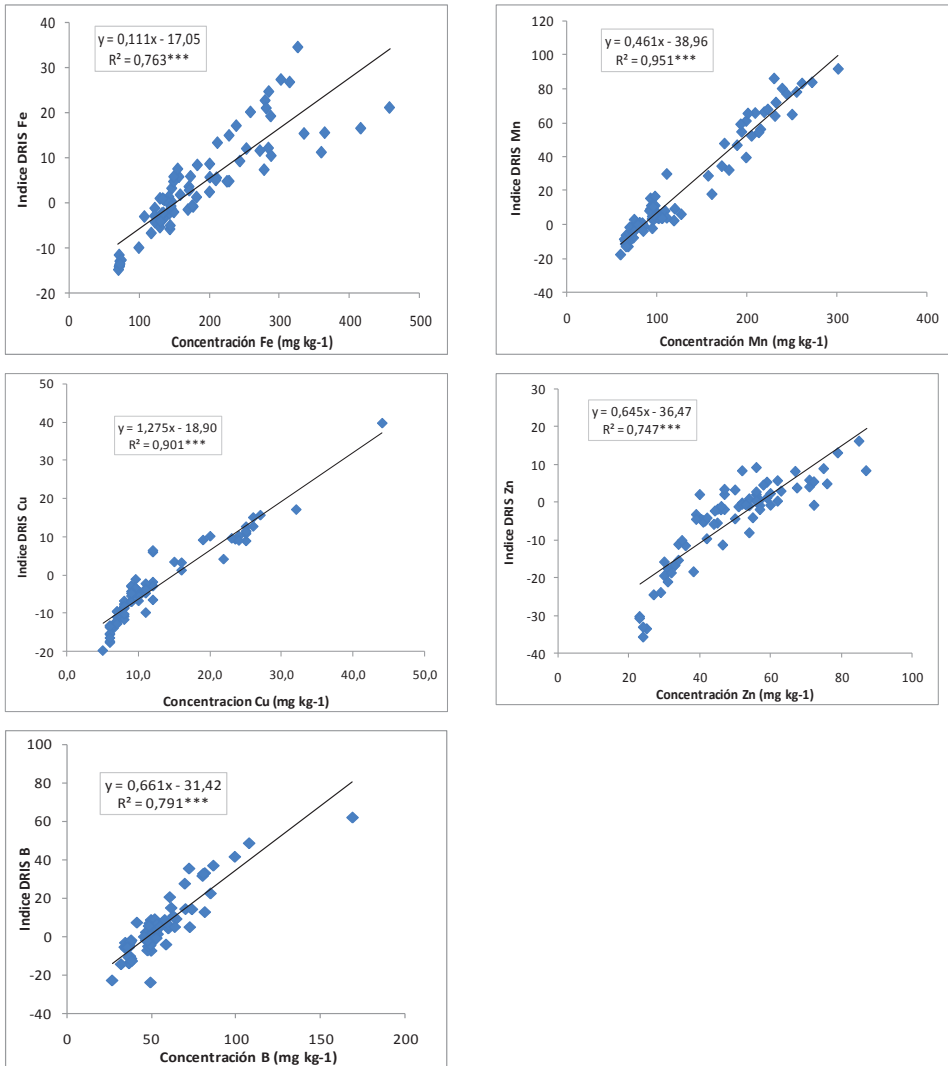 y = 0,111x - 17,05
R² = 0,763***
Indice DRIS Fe
40
30
20
10
0
-10
-20
0 100 200 300 400 500
Concentración Fe (mg kg-1)
y = 0,461x - 38,96
R² = 0,951***
Indice DRIS Mn
120
100
80
60
40
20
0
-20
-40
0 100 200 300 400
Concentración Mn (mg kg-1)
y = 1,275x - 18,90
R² = 0,901***
Indice DRIS Cu
50
40
30
20
10
0
-10
-20
0,0 10,0 20,0 30,0 40,0 50,0
Concentracion Cu (mg kg-1)
y = 0,645x - 36,47
R² = 0,747***
Indice DRIS Zn
30
20
10
0
-10
-20
-30
-40
0 20 40 60 80 100
Concentración Zn (mg kg-1)
y = 0,661x - 31,42
R² = 0,791***
Indice DRIS B
100
80
60
40
20
0
-20
-40
0 50 100 150 200
Concentración B (mg kg-1)